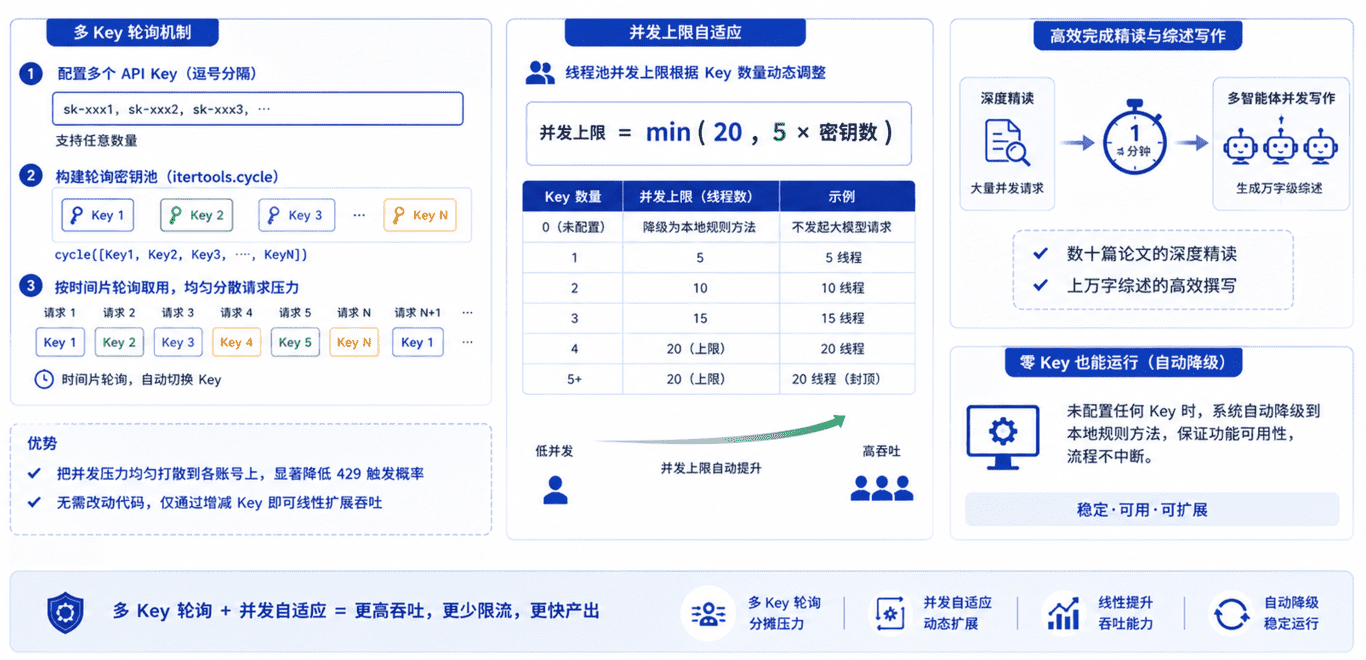 多 Key 轮询机制
1 配置多个 API Key（逗号分隔）
sk-xxx1, sk-xxx2, sk-xxx3, ···
支持任意数量
2 构建轮询密钥池（itertools.cycle）
Key 1 Key 2 Key 3 ··· Key N
cycle([Key1, Key2, Key3, ····, KeyN])
3 按时间片轮询取用，均匀分散请求压力
请求 1 请求 2 请求 3 请求 4 请求 5 请求 N 请求 N+1 ···
Key 1 Key 2 Key 3 Key 4 Key 5 Key N Key 1 ···
时间片轮询，自动切换 Key
优势
✓ 把并发压力均匀打散到各账号上，显著降低 429 触发概率
✓ 无需改动代码，仅通过增减 Key 即可线性扩展吞吐
并发上限自适应
线程池并发上限根据 Key 数量动态调整
并发上限 = min ( 20 , 5 × 密钥数 )
Key 数量 并发上限（线程数） 示例
0（未配置） 降级为本地规则方法 不发起大模型请求
1 5 5 线程
2 10 10 线程
3 15 15 线程
4 20（上限） 20 线程
5+ 20（上限） 20 线程（封顶）
低并发
并发上限自动提升
高吞吐
高效完成精读与综述写作
深度精读
大量并发请求
1
分钟
多智能体并发写作
生成万字级综述
✓ 数十篇论文的深度精读
✓ 上万字综述的高效撰写
零 Key 也能运行（自动降级）
未配置任何 Key 时，系统自动降级到
本地规则方法，保证功能可用性，
流程不中断。
稳定·可用·可扩展
多 Key 轮询 + 并发自适应 = 更高吞吐，更少限流，更快产出
多 Key 轮询
分摊压力
并发自适应
动态扩展
线性提升
吞吐能力
自动降级
稳定运行